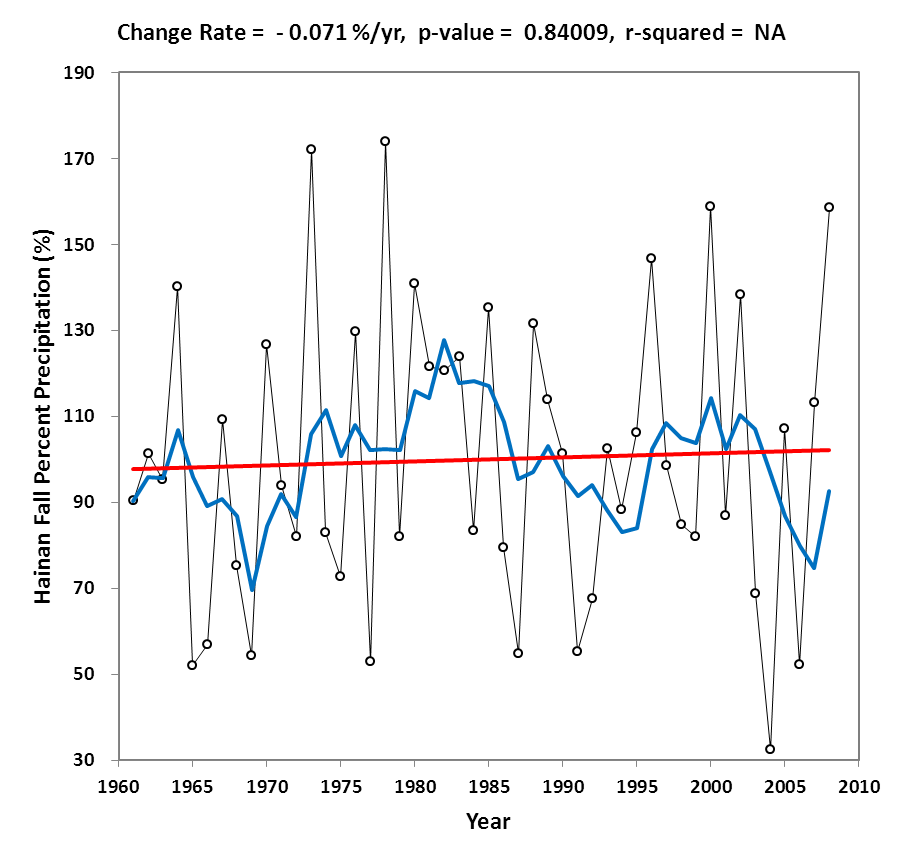 Change Rate = - 0.071 %/yr, p-value = 0.84009, r-squared = NA
190
170
150
130
110
90
70
50
30
Hainan Fall Percent Precipitation (%)
1960 1965 1970 1975 1980 1985 1990 1995 2000 2005 2010
Year